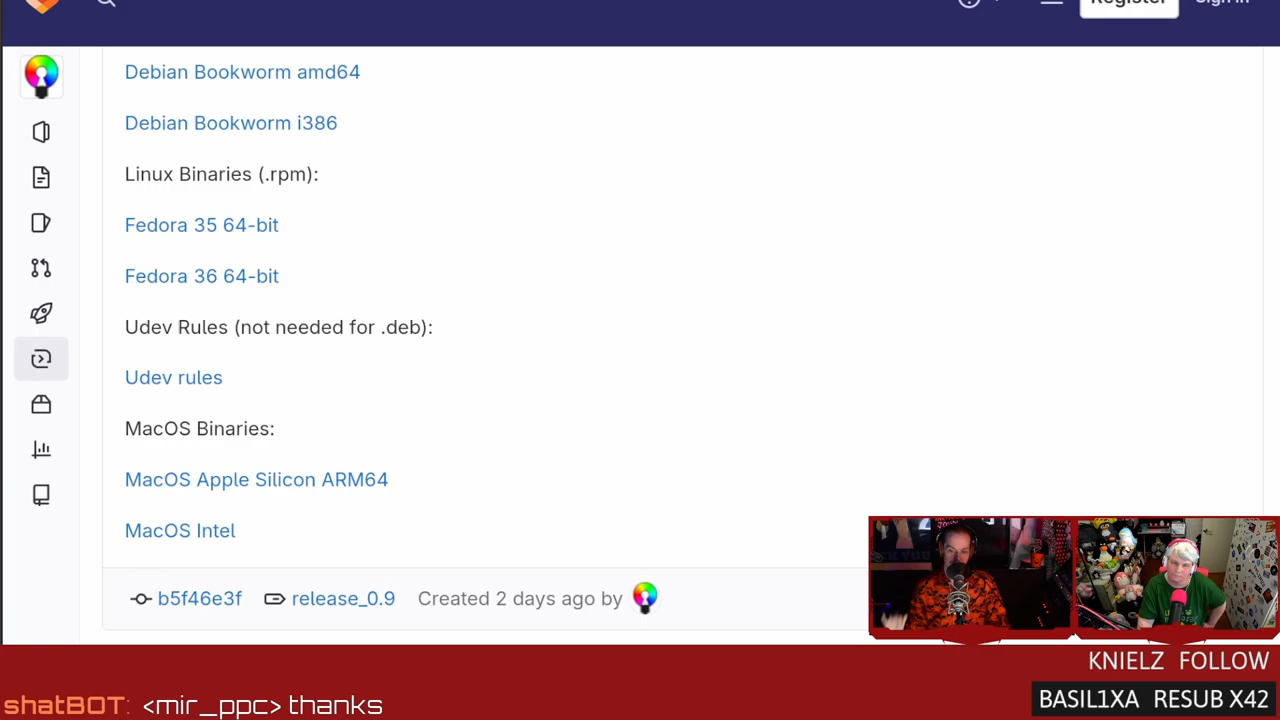 Register
Sign in
Debian Bookworm amd64
Debian Bookworm i386
Linux Binaries (.rpm):
Fedora 35 64-bit
Fedora 36 64-bit
Udev Rules (not needed for .deb):
Udev rules
MacOS Binaries:
MacOS Apple Silicon ARM64
MacOS Intel
b5f46e3f release_0.9 Created 2 days ago by
KNIELZ FOLLOW
BASIL1XA RESUB X42
shatBOT: <mir_ppc> thanks